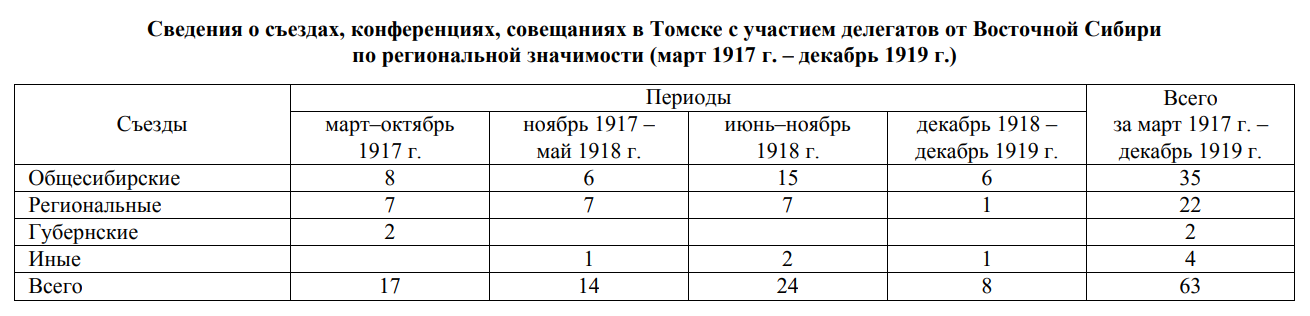 Сведения о съездах, конференциях, совещаниях в Томске с участием делегатов от Восточной Сибири
по региональной значимости (март 1917 г. – декабрь 1919 г.)
Съезды
Периоды
Всего
за март 1917 г. –
декабрь 1919 г.
март–октябрь
1917 г.
ноябрь 1917 –
май 1918 г.
июнь–ноябрь
1918 г.
декабрь 1918 –
декабрь 1919 г.
Общесибирские 8 6 15 6 35
Региональные 7 7 7 1 22
Губернские 2 2
Иные 1 2 1 4
Всего 17 14 24 8 63